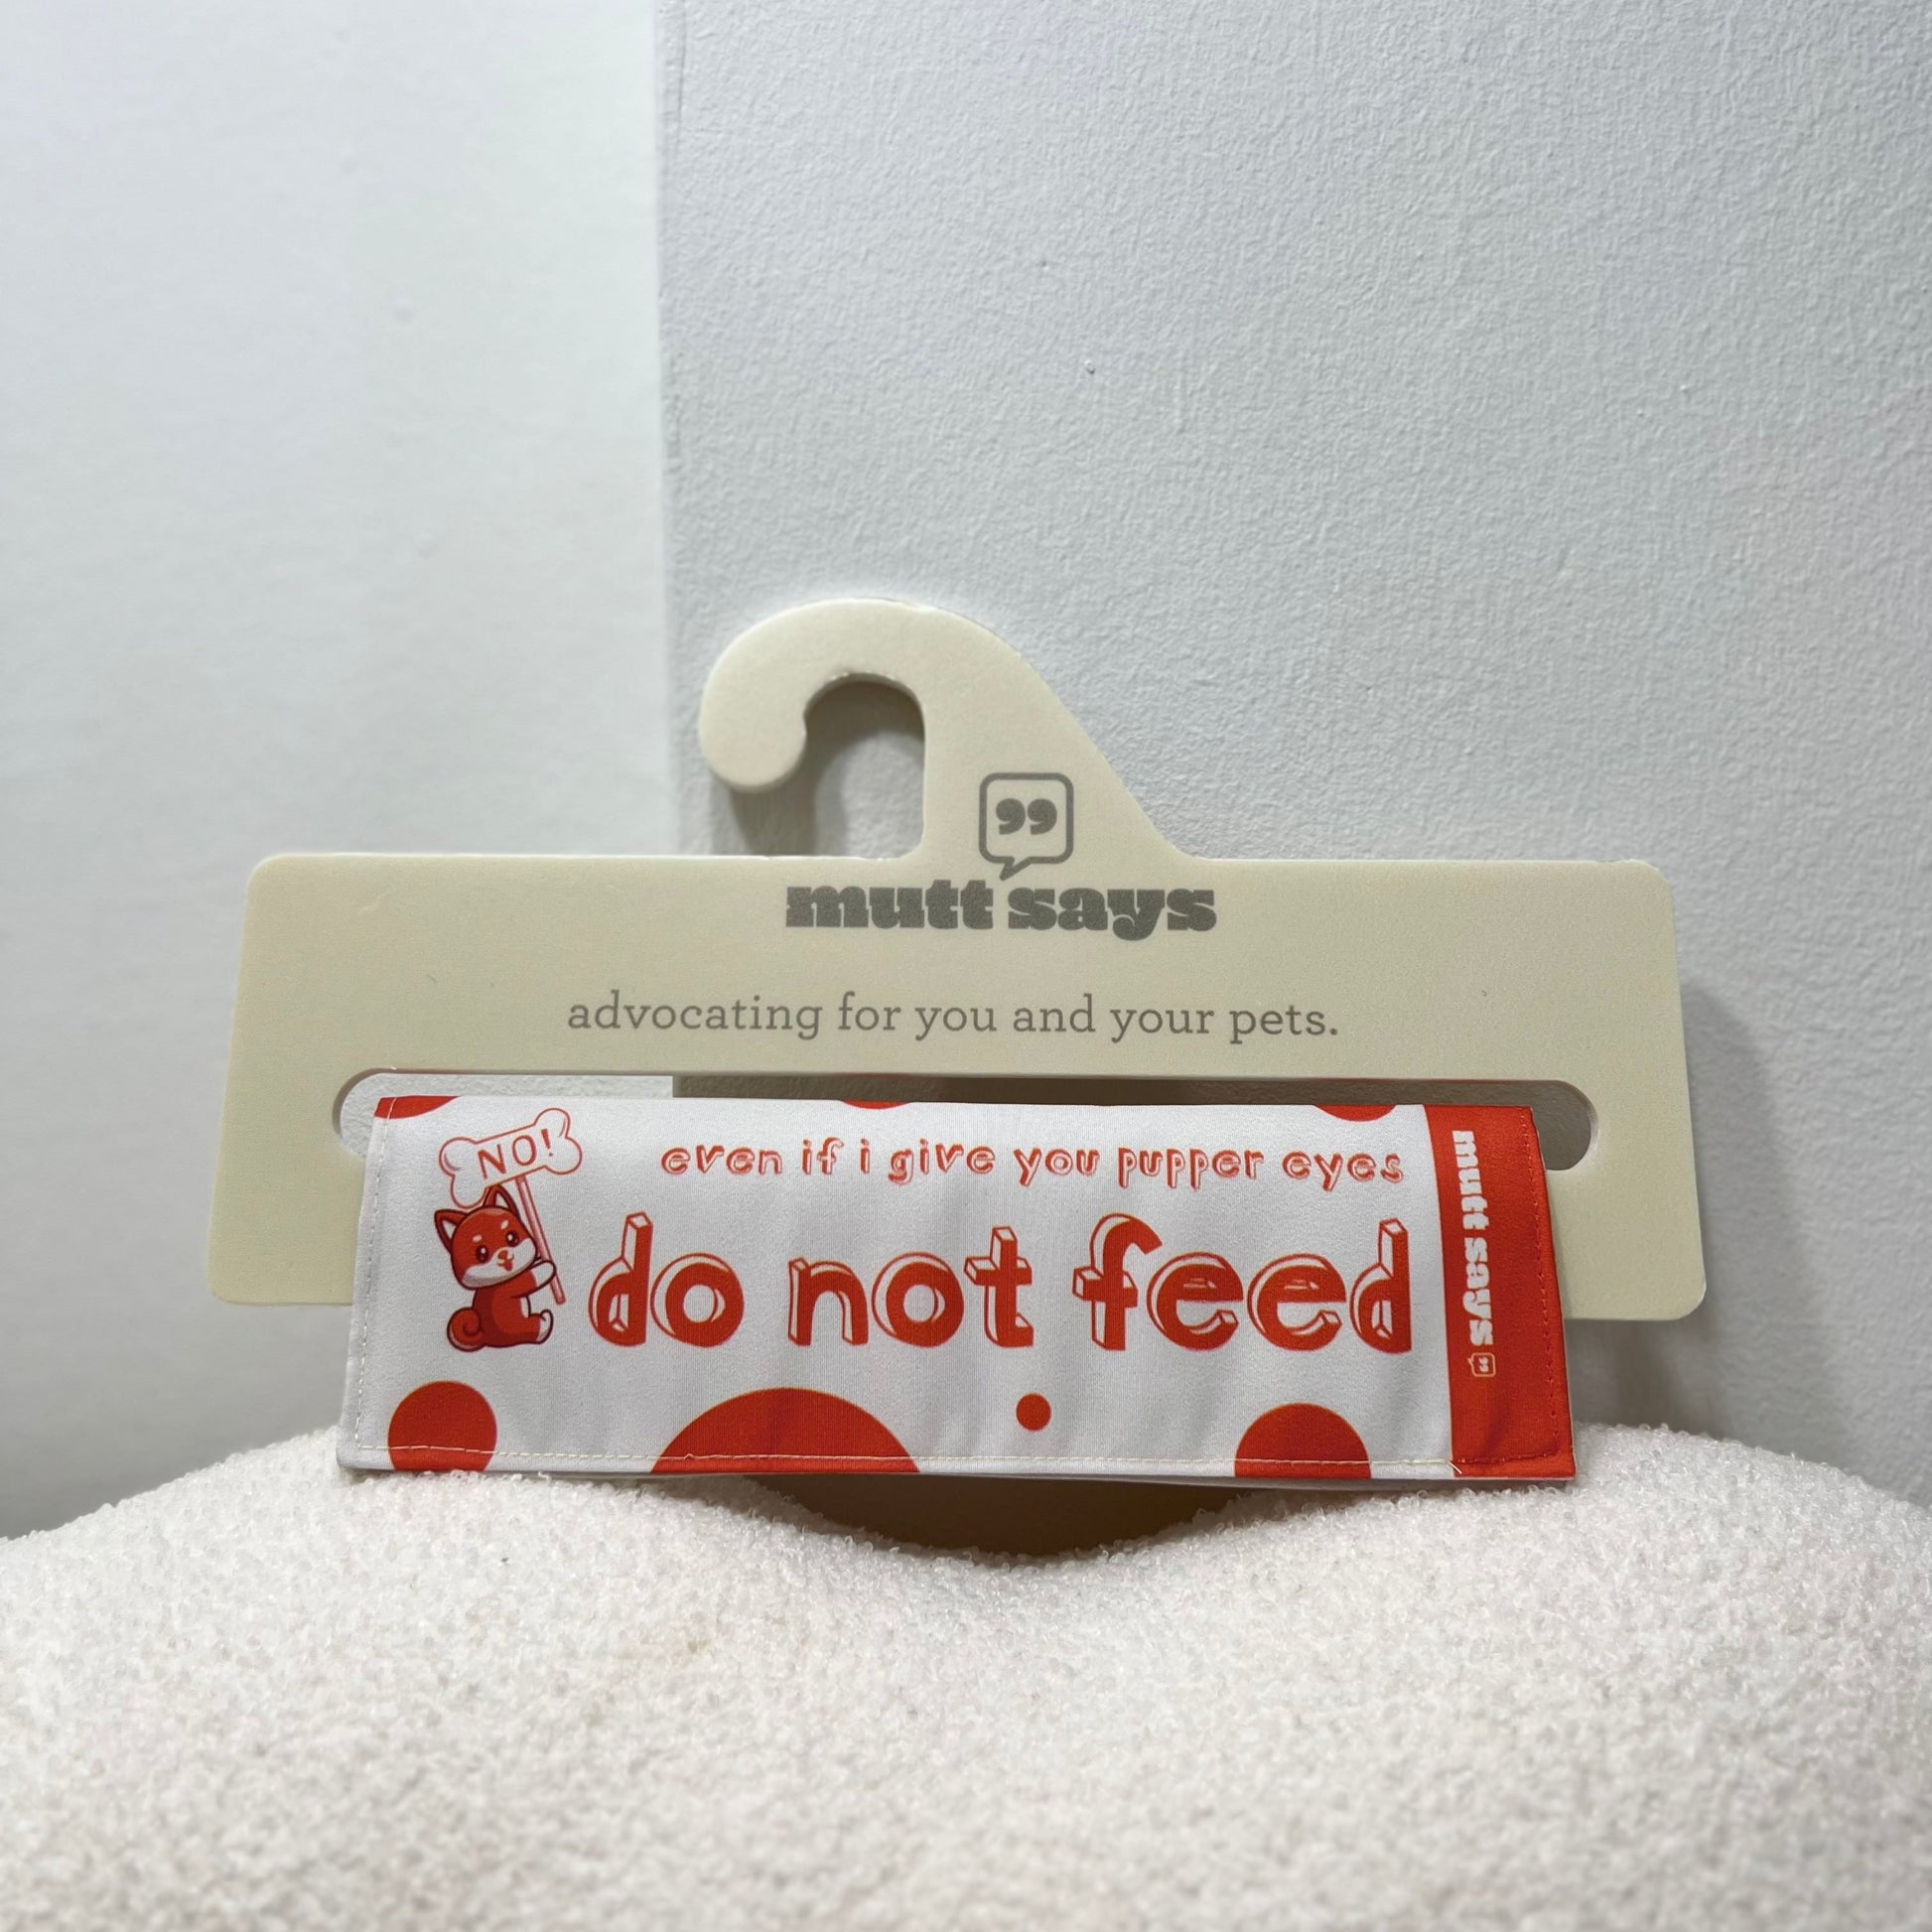 ”
mutt says
advocating for you and your pets.
NO!
even if i give you pupper eyes
do not feed
mutt says “